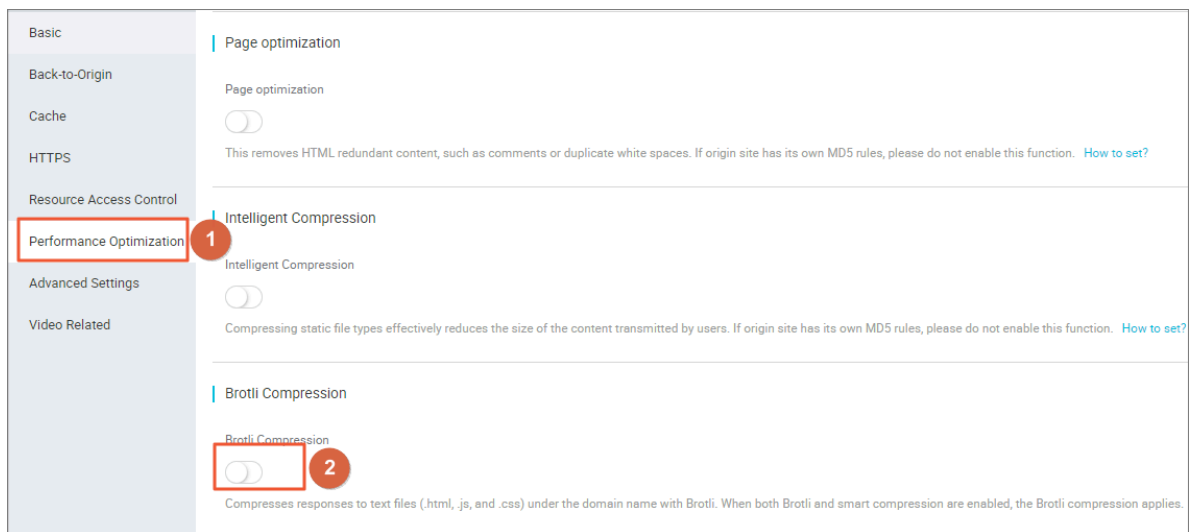 Basic
Back-to-Origin
Cache
HTTPS
Resource Access Control
Performance Optimization
1
Advanced Settings
Video Related
Page optimization
Page optimization
This removes HTML redundant content, such as comments or duplicate white spaces. If origin site has its own MD5 rules, please do not enable this function. How to set?
Intelligent Compression
Intelligent Compression
Compressing static file types effectively reduces the size of the content transmitted by users. If origin site has its own MD5 rules, please do not enable this function. How to set?
Brotli Compression
Brotli Compression
2
Compresses responses to text files (.html, .js, and .css) under the domain name with Brotli. When both Brotli and smart compression are enabled, the Brotli compression applies.